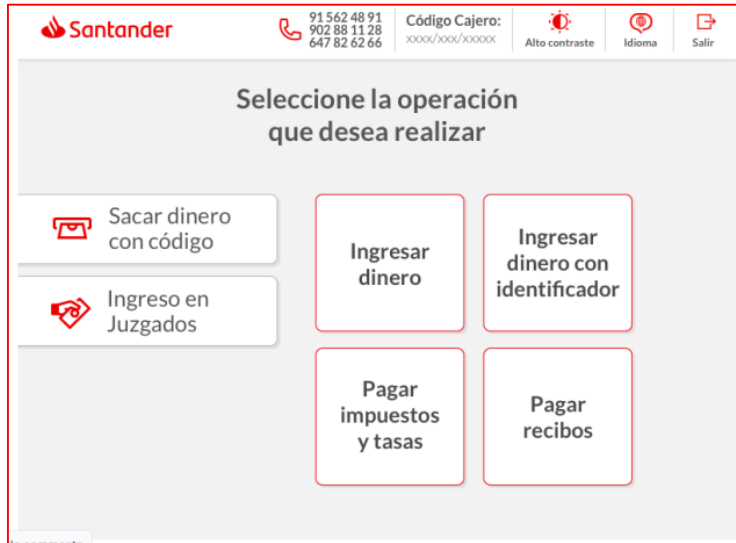 Santander
91 562 48 91
902 88 11 28
647 82 62 66
Código Cajero:
xxxx/xxx/xxxxx
Alto contraste
Idioma
Salir
Seleccione la operación
que desea realizar
Sacar dinero
con código
Ingreso en
Juzgados
Ingresar
dinero
Ingresar
dinero con
identificador
Pagar
impuestos
y tasas
Pagar
recibos